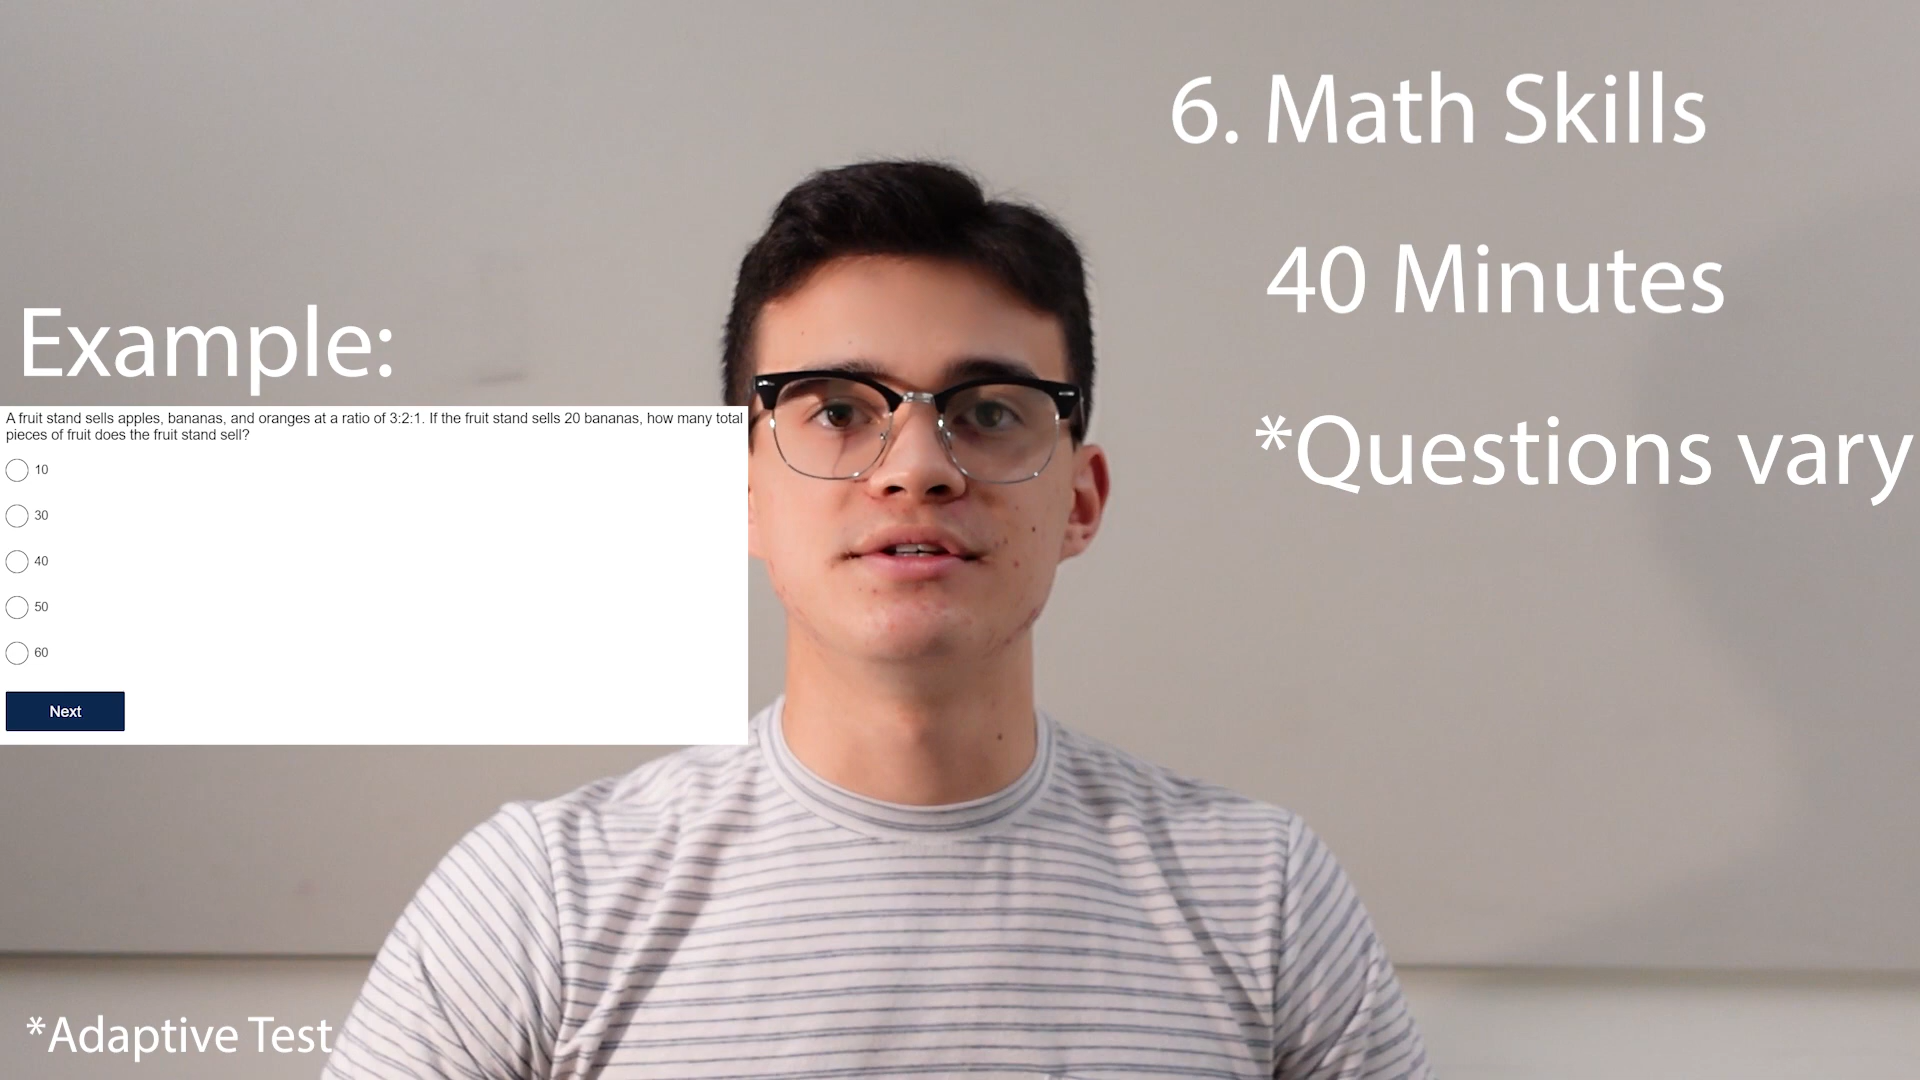 6. Math Skills
40 Minutes
*Questions vary
Example:
A fruit stand sells apples, bananas, and oranges at a ratio of 3:2:1. If the fruit stand sells 20 bananas, how many total
pieces of fruit does the fruit stand sell?
10
30
40
50
60
Next
*Adaptive Test